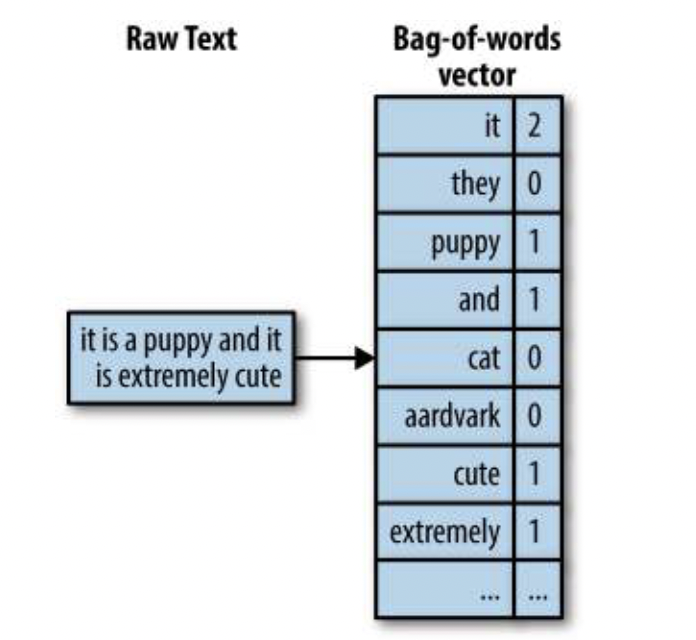 Raw Text
Bag-of-words
vector
it is a puppy and it
is extremely cute
it 2
they 0
puppy 1
and 1
cat 0
aardvark 0
cute 1
extremely 1
... ...